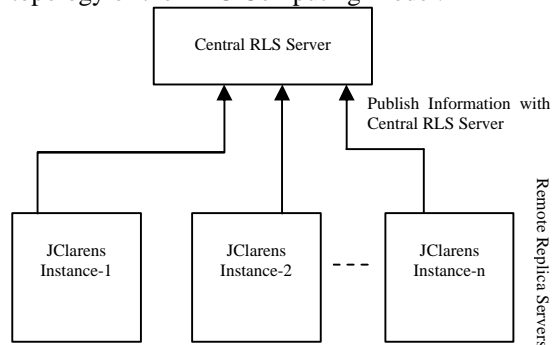 topology of the Computing model.
Central RLS Server
Publish Information with
Central RLS Server
JClarens
Instance-1
JClarens
Instance-2
JClarens
Instance-n
Remote Replica Servers